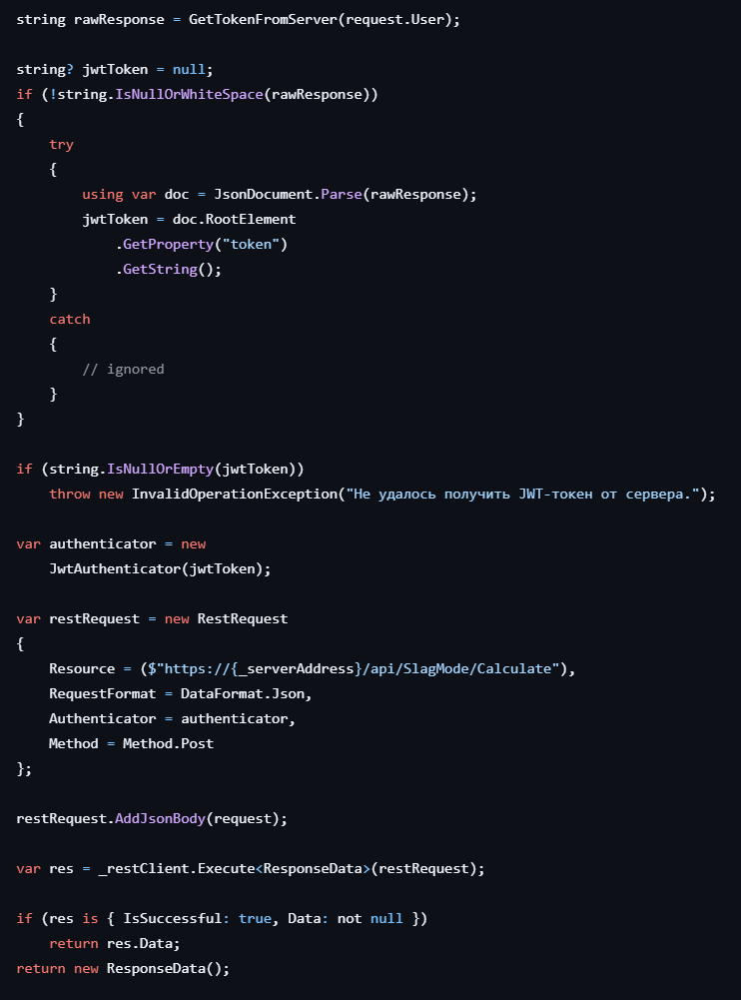 string rawResponse = GetTokenFromServer(request.User);
string? jwtToken = null;
if (!string.IsNullOrWhiteSpace(rawResponse))
{
    try
    {
        using var doc = JsonDocument.Parse(rawResponse);
        jwtToken = doc.RootElement
            .GetProperty("token")
            .GetString();
    }
    catch
    {
        // ignored
    }
}
if (string.IsNullOrEmpty(jwtToken))
    throw new InvalidOperationException("Не удалось получить JWT-токен от сервера.");
var authenticator = new
    JwtAuthenticator(jwtToken);
var restRequest = new RestRequest
{
    Resource = ($"https://{_serverAddress}/api/SlagMode/Calculate"),
    RequestFormat = DataFormat.Json,
    Authenticator = authenticator,
    Method = Method.Post
};
restRequest.AddJsonBody(request);
var res = _restClient.Execute<ResponseData>(restRequest);
if (res is { IsSuccessful: true, Data: not null })
    return res.Data;
return new ResponseData();